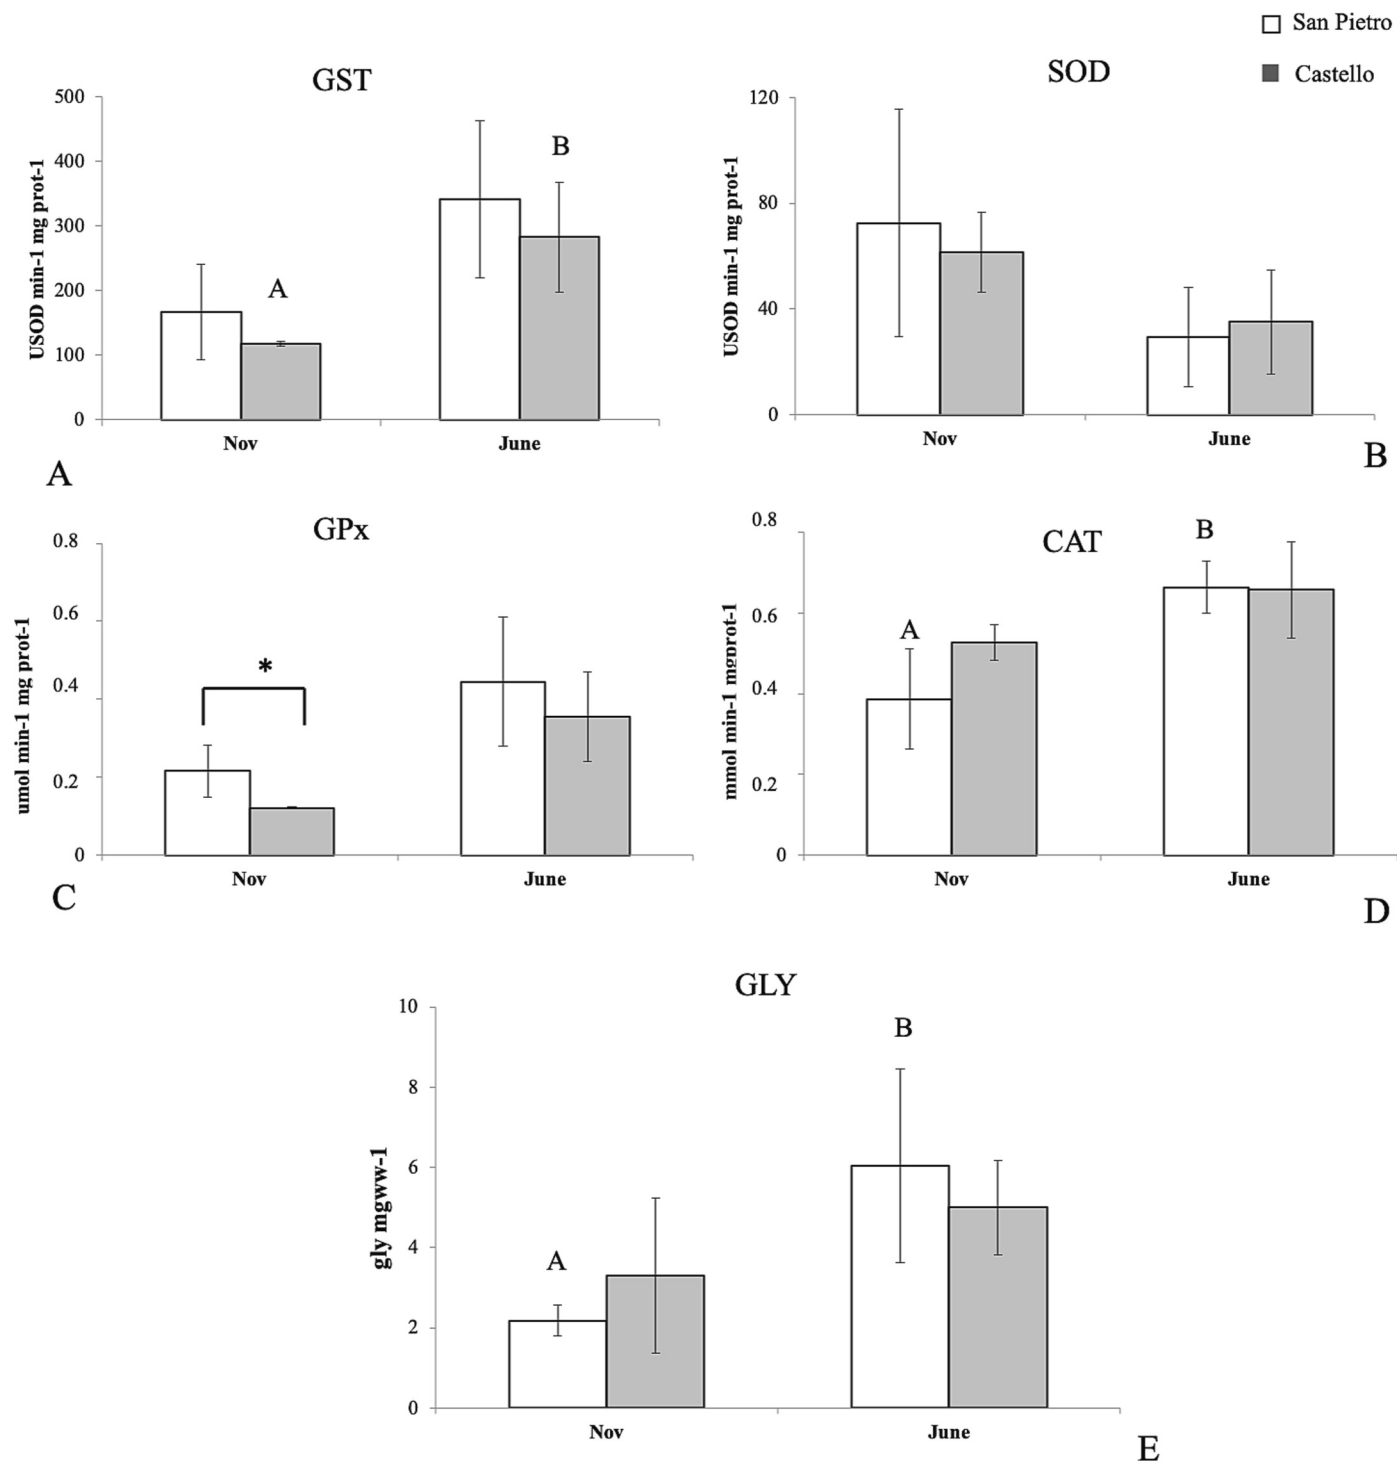 San Pietro
Castello
GST
500
400
300
200
100
0
USOD min-1 mg prot-1
A
B
Nov
June
A
SOD
120
80
40
0
USOD min-1 mg prot-1
Nov
June
B
GPx
0.8
0.6
0.4
0.2
0
umol min-1 mg prot-1
*
Nov
June
C
CAT
0.8
0.6
0.4
0.2
0
mmol min-1 mgprot-1
A
B
Nov
June
D
GLY
10
8
6
4
2
0
gly mgww-1
A
B
Nov
June
E